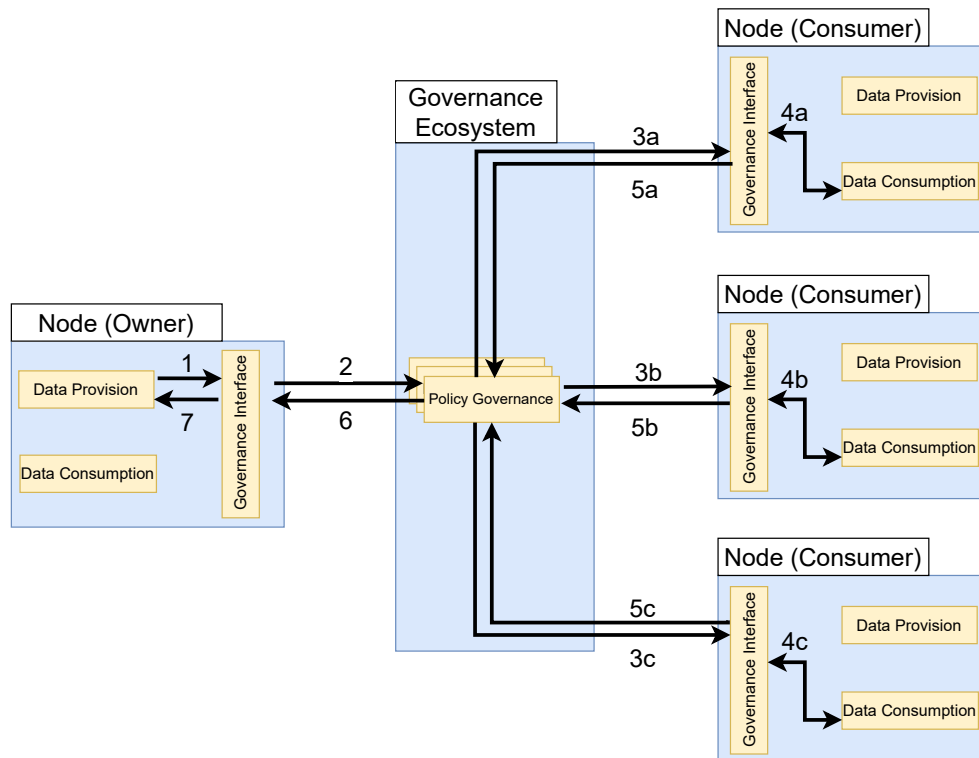 Node (Consumer)
Governance Interface
Data Provision
4a
Data Consumption
Governance
Ecosystem
3a
5a
Node (Owner)
1
Data Provision
7
Data Consumption
Governance Interface
2
6
Policy Governance
3b
5b
Node (Consumer)
Governance Interface
Data Provision
4b
Data Consumption
5c
3c
Node (Consumer)
Governance Interface
Data Provision
4c
Data Consumption